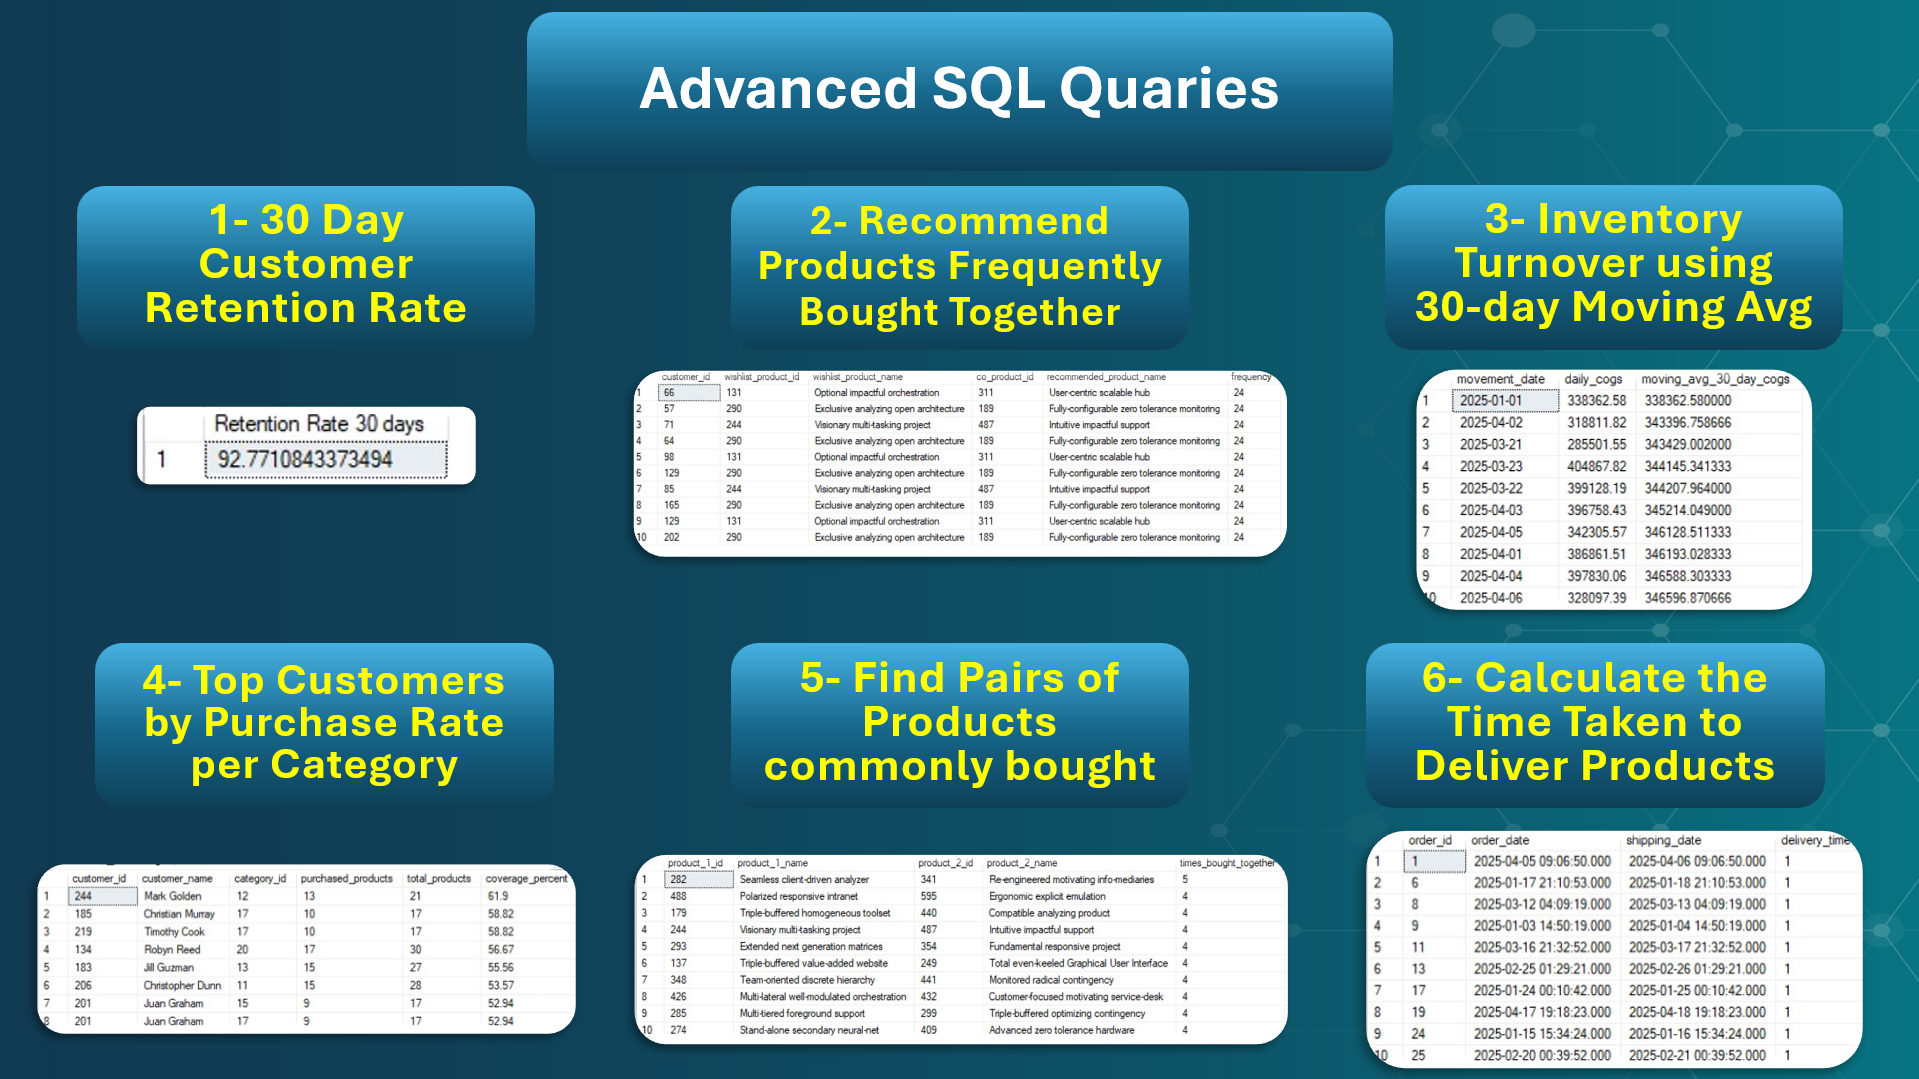 Advanced SQL Quaries
1- 30 Day
Customer
Retention Rate
2- Recommend
Products Frequently
Bought Together
3- Inventory
Turnover using
30-day Moving Avg
Retention Rate 30 days
1 92.7710843373494
customer_id wishlist_product_id wishlist_product_name co_product_id recommended_product_name frequency
1 66 131 Optional impactful orchestration 311 User-centric scalable hub 24
2 57 290 Exclusive analyzing open architecture 189 Fully-configurable zero tolerance monitoring 24
3 71 244 Visionary multi-tasking project 487 Intuitive impactful support 24
4 64 290 Exclusive analyzing open architecture 189 Fully-configurable zero tolerance monitoring 24
5 98 131 Optional impactful orchestration 311 User-centric scalable hub 24
6 129 290 Exclusive analyzing open architecture 189 Fully-configurable zero tolerance monitoring 24
7 85 244 Visionary multi-tasking project 487 Intuitive impactful support 24
8 165 290 Exclusive analyzing open architecture 189 Fully-configurable zero tolerance monitoring 24
9 129 131 Optional impactful orchestration 311 User-centric scalable hub 24
10 202 290 Exclusive analyzing open architecture 189 Fully-configurable zero tolerance monitoring 24
movement_date daily_cogs moving_avg_30_day_cogs
1 2025-01-01 338362.58 338362.580000
2 2025-04-02 318811.82 343396.758666
3 2025-03-21 285501.55 343429.002000
4 2025-03-23 404867.82 344145.341333
5 2025-03-22 399128.19 344207.964000
6 2025-04-03 396758.43 345214.049000
7 2025-04-05 342305.57 346128.511333
8 2025-04-01 386861.51 346193.028333
9 2025-04-04 397830.06 346588.303333
10 2025-04-06 328097.39 346596.870666
4- Top Customers
by Purchase Rate
per Category
5- Find Pairs of
Products
commonly bought
6- Calculate the
Time Taken to
Deliver Products
customer_id customer_name category_id purchased_products total_products coverage_percent
1 244 Mark Golden 12 13 21 61.9
2 185 Christian Murray 17 10 17 58.82
3 219 Timothy Cook 17 10 17 58.82
4 134 Robyn Reed 20 17 30 56.67
5 183 Jill Guzman 13 15 27 55.56
6 206 Christopher Dunn 11 15 28 53.57
7 201 Juan Graham 15 9 17 52.94
8 201 Juan Graham 17 9 17 52.94
product_1_id product_1_name product_2_id product_2_name times_bought_together
1 282 Seamless client-driven analyzer 341 Re-engineered motivating info-mediaries 5
2 488 Polarized responsive intranet 595 Ergonomic explicit emulation 4
3 179 Triple-buffered homogeneous toolset 440 Compatible analyzing product 4
4 244 Visionary multi-tasking project 487 Intuitive impactful support 4
5 293 Extended next generation matrices 354 Fundamental responsive project 4
6 137 Triple-buffered value-added website 249 Total even-keeled Graphical User Interface 4
7 348 Team-oriented discrete hierarchy 441 Monitored radical contingency 4
8 426 Multi-lateral well-modulated orchestration 432 Customer-focused motivating service-desk 4
9 285 Multi-tiered foreground support 299 Triple-buffered optimizing contingency 4
10 274 Stand-alone secondary neural-net 409 Advanced zero tolerance hardware 4
order_id order_date shipping_date delivery_time
1 1 2025-04-05 09:06:50.000 2025-04-06 09:06:50.000 1
2 6 2025-01-17 21:10:53.000 2025-01-18 21:10:53.000 1
3 8 2025-03-12 04:09:19.000 2025-03-13 04:09:19.000 1
4 9 2025-01-03 14:50:19.000 2025-01-04 14:50:19.000 1
5 11 2025-03-16 21:32:52.000 2025-03-17 21:32:52.000 1
6 13 2025-02-25 01:29:21.000 2025-02-26 01:29:21.000 1
7 17 2025-01-24 00:10:42.000 2025-01-25 00:10:42.000 1
8 19 2025-04-17 19:18:23.000 2025-04-18 19:18:23.000 1
9 24 2025-01-15 15:34:24.000 2025-01-16 15:34:24.000 1
10 25 2025-02-20 00:39:52.000 2025-02-21 00:39:52.000 1